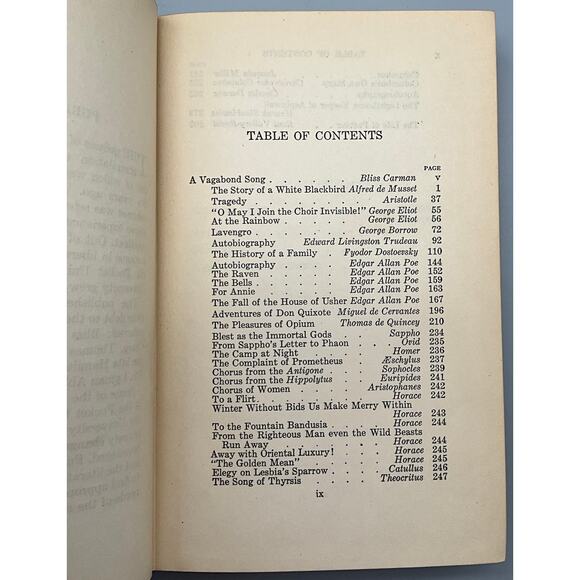 TABLE OF CONTENTS
PAGE
A Vagabond Song . . . . . . Bliss Carman v
The Story of a White Blackbird Alfred de Musset 1
Tragedy . . . . . . . . Aristotle 37
"O May I Join the Choir Invisible!" George Eliot 55
At the Rainbow . . . . . . George Eliot 56
Lavengro . . . . . . . George Borrow 72
Autobiography Edward Livingston Trudeau 92
The History of a Family . Fyodor Dostoevsky 110
Autobiography . . . . . Edgar Allan Poe 144
The Raven . . . . . . Edgar Allan Poe 152
The Bells . . . . . . Edgar Allan Poe 159
For Annie . . . . . . Edgar Allan Poe 163
The Fall of the House of Usher Edgar Allan Poe 167
Adventures of Don Quixote Miguel de Cervantes 196
The Pleasures of Opium Thomas de Quincey 210
Blest as the Immortal Gods . . Sappho 234
From Sappho's Letter to Phaon . . Ovid 235
The Camp at Night . . . . . Homer 236
The Complaint of Prometheus . Æschylus 237
Chorus from the Antigone . . Sophocles 239
Chorus from the Hippolytus . . Euripides 241
Chorus of Women . . . . Aristophanes 242
To a Flirt . . . . . . . . Horace 242
Winter Without Bids Us Make Merry Within
Horace 243
To the Fountain Bandusia . . . Horace 244
From the Righteous Man even the Wild Beasts
Run Away . . . . . . . Horace 244
Away with Oriental Luxury! . . . Horace 245
"The Golden Mean" . . . . . Horace 245
Elegy on Lesbia's Sparrow . . . Catullus 246
The Song of Thyrsis . . . . Theocritus 247
ix